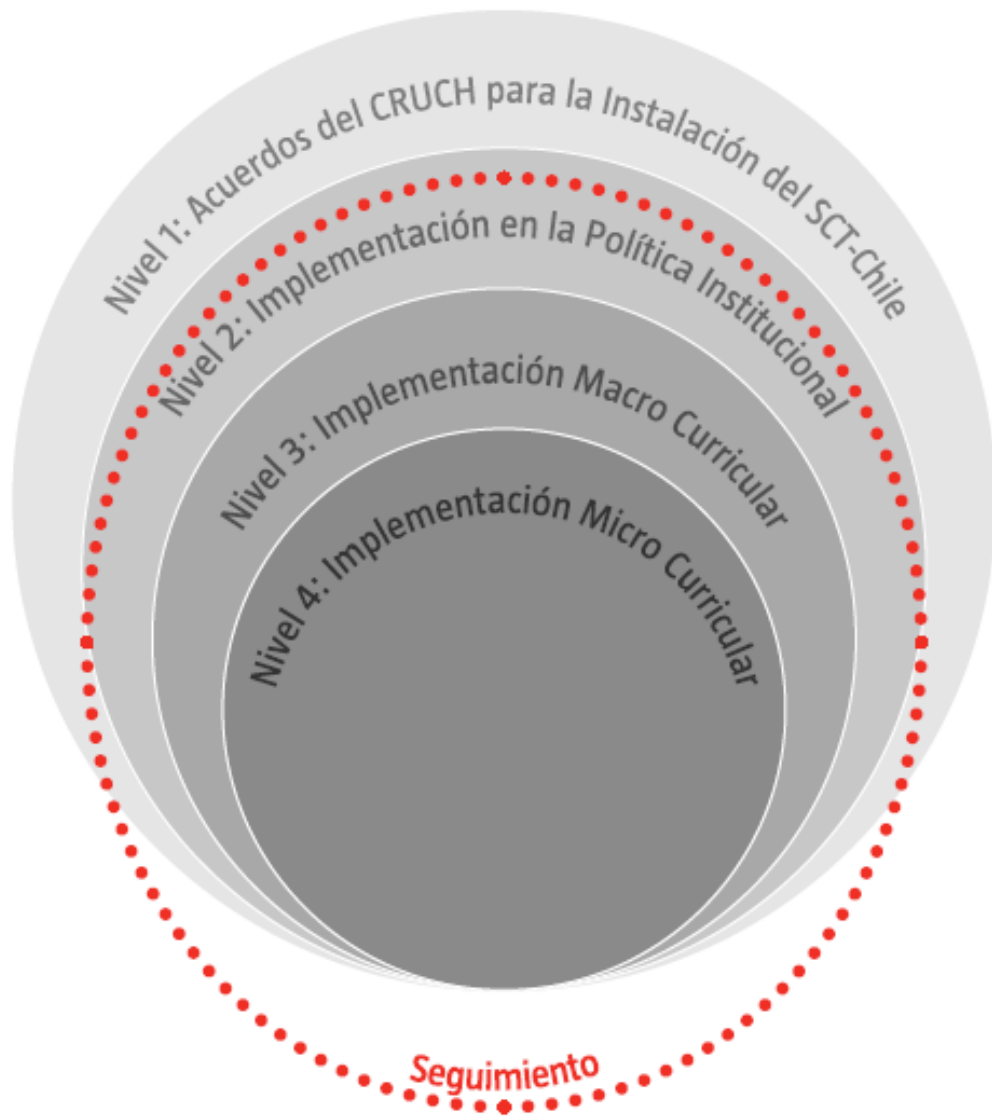 Nivel 1: Acuerdos del CRUCH para la Instalación del SCT-Chile
Nivel 2: Implementación en la Política Institucional
Nivel 3: Implementación Macro Curricular
Nivel 4: Implementación Micro Curricular
Seguimiento